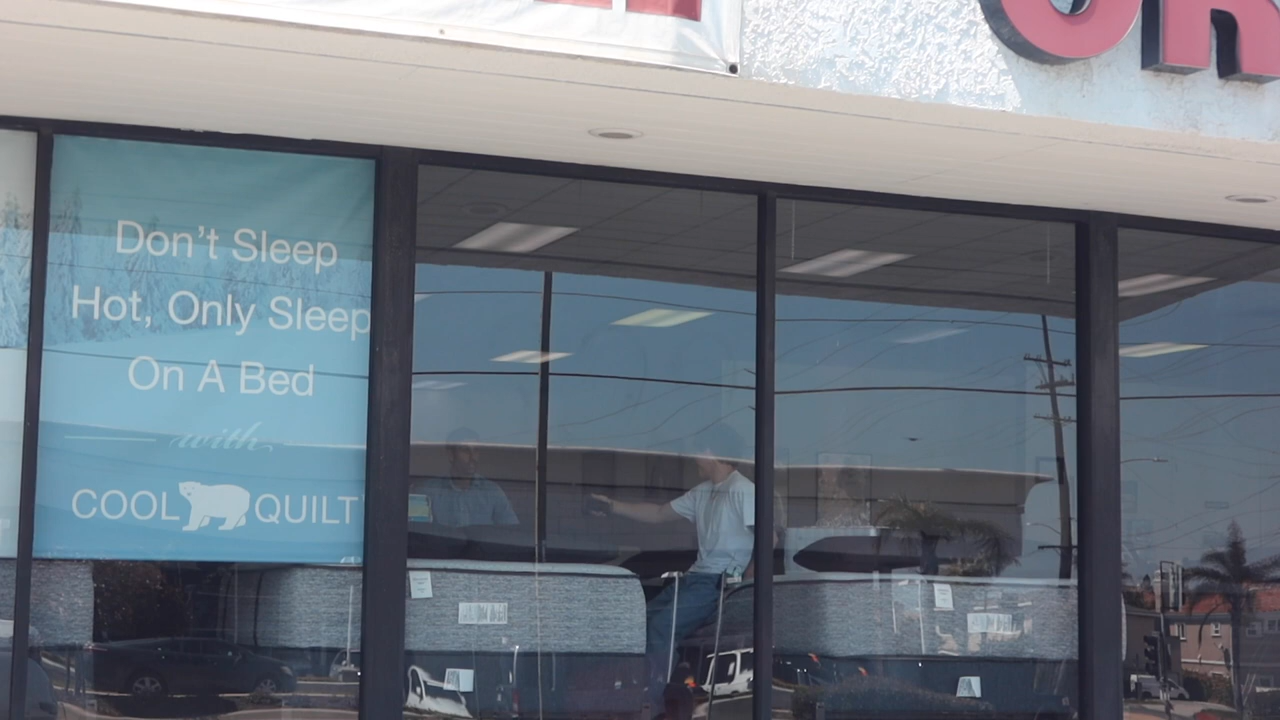 Don't Sleep
Hot, Only Sleep
On A Bed
with
COOL QUILT